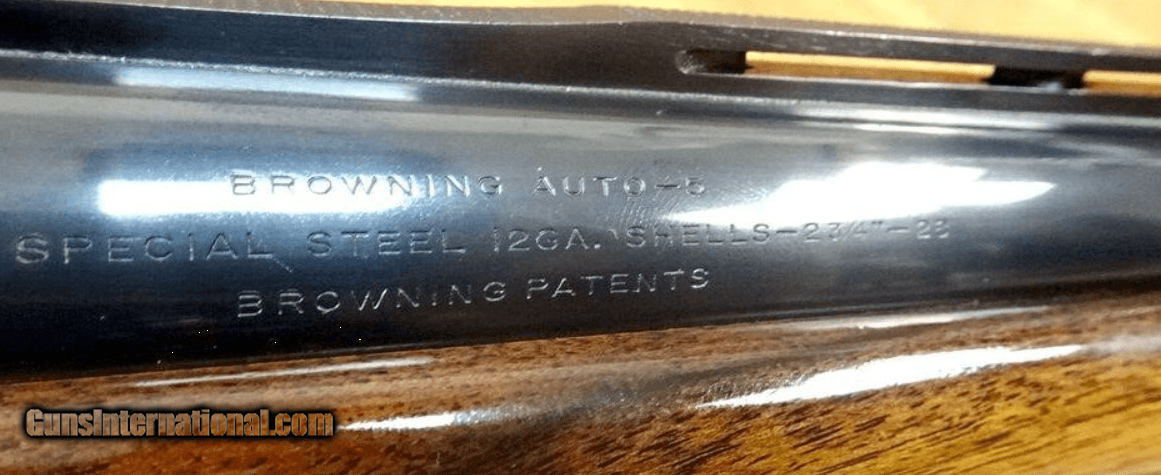 BROWNING AUTO-5
SPECIAL STEEL 12GA. SHELLS-2 3/4"-28
BROWNING PATENTS
GunsInternational.com